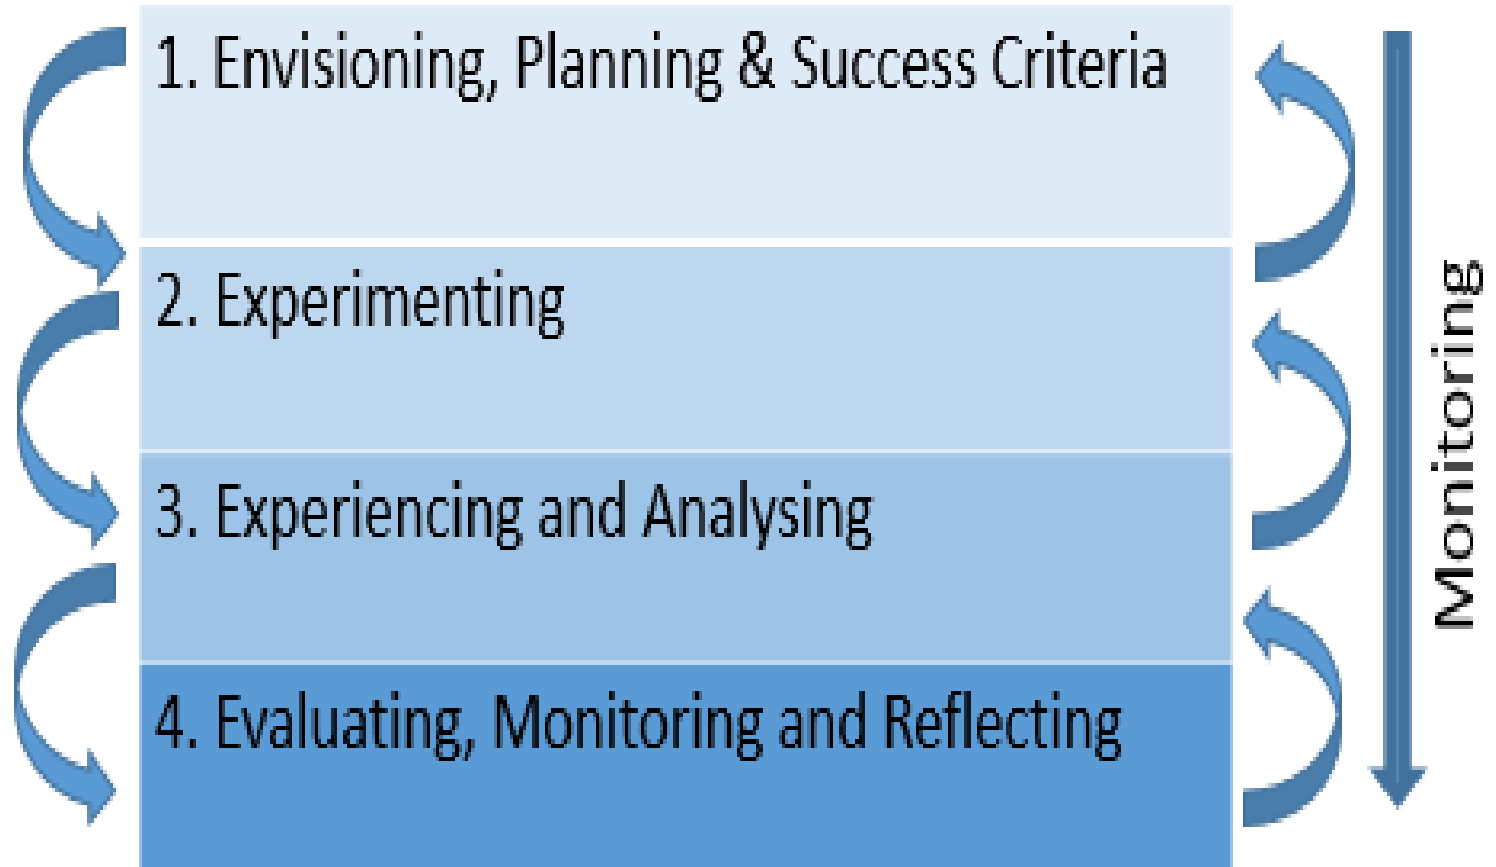 1. Envisioning, Planning & Success Criteria
2. Experimenting
3. Experiencing and Analysing
4. Evaluating, Monitoring and Reflecting
Monitoring